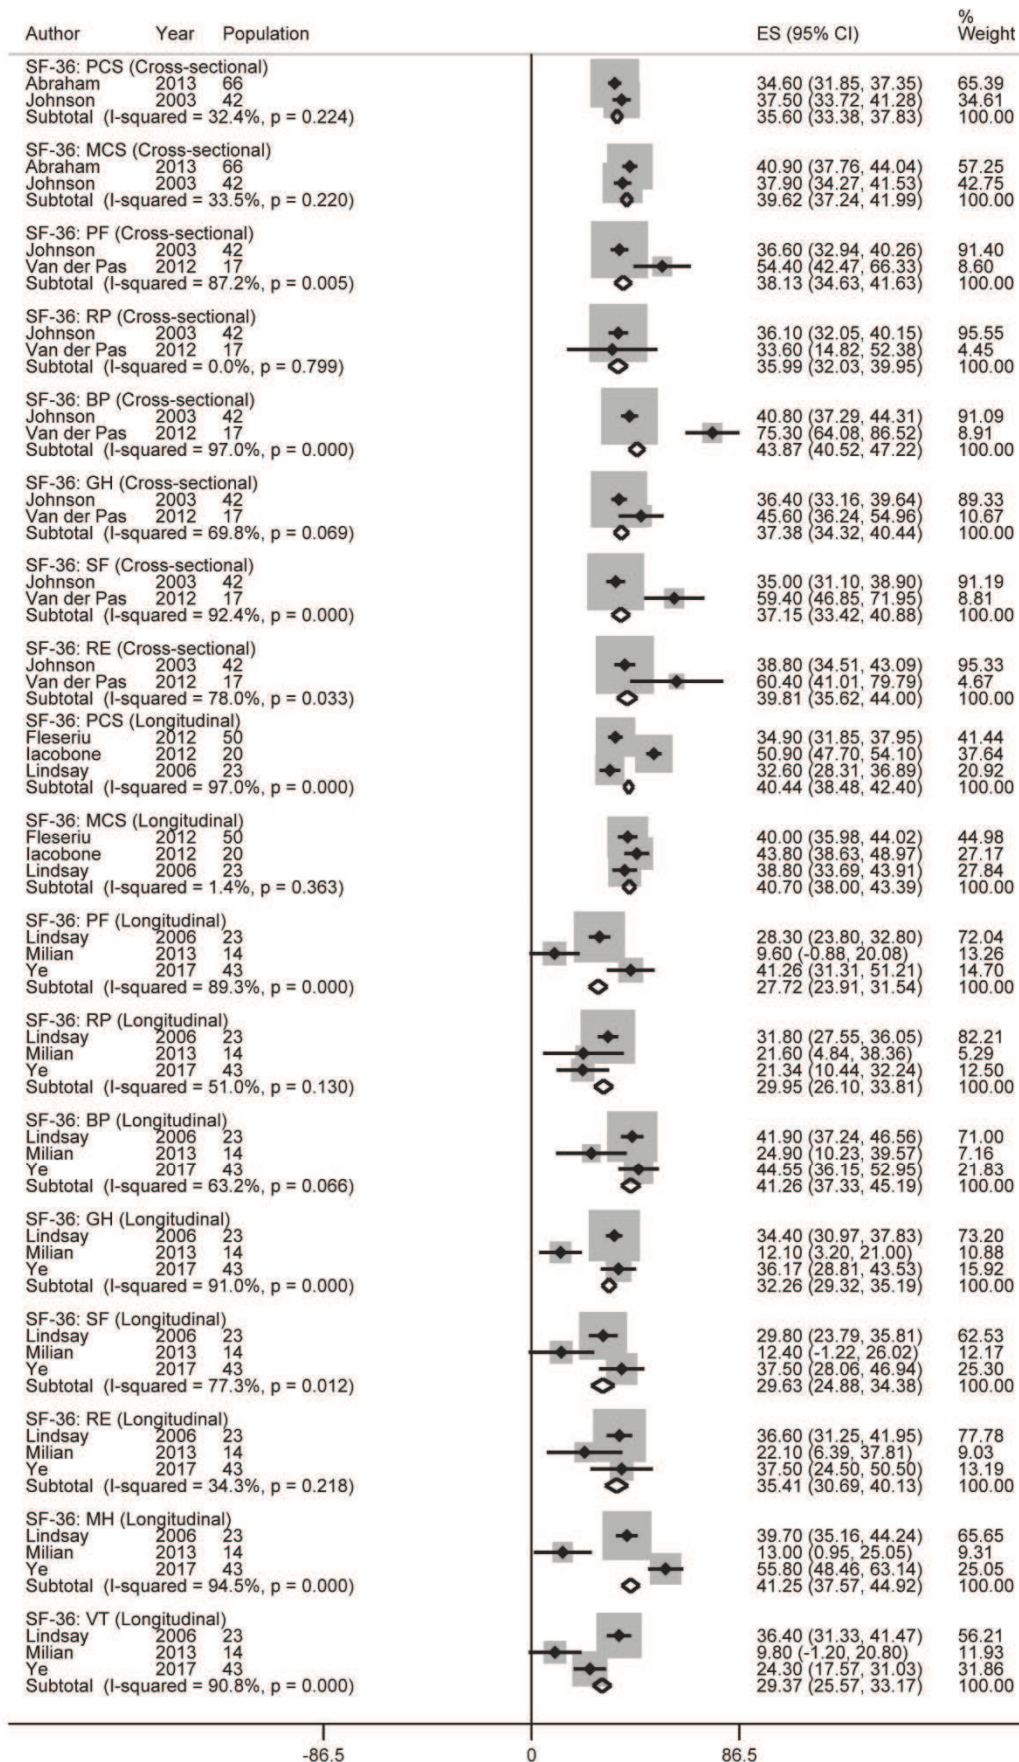 Author Year Population ES (95% CI) % Weight
SF-36: PCS (Cross-sectional)
Abraham 2013 66 34.60 (31.85, 37.35) 65.39
Johnson 2003 42 37.50 (33.72, 41.28) 34.61
Subtotal (I-squared = 32.4%, p = 0.224) 35.60 (33.38, 37.83) 100.00
SF-36: MCS (Cross-sectional)
Abraham 2013 66 40.90 (37.76, 44.04) 57.25
Johnson 2003 42 37.90 (34.27, 41.53) 42.75
Subtotal (I-squared = 33.5%, p = 0.220) 39.62 (37.24, 41.99) 100.00
SF-36: PF (Cross-sectional)
Johnson 2003 42 36.60 (32.94, 40.26) 91.40
Van der Pas 2012 17 54.40 (42.47, 66.33) 8.60
Subtotal (I-squared = 87.2%, p = 0.005) 38.13 (34.63, 41.63) 100.00
SF-36: RP (Cross-sectional)
Johnson 2003 42 36.10 (32.05, 40.15) 95.55
Van der Pas 2012 17 33.60 (14.82, 52.38) 4.45
Subtotal (I-squared = 0.0%, p = 0.799) 35.99 (32.03, 39.95) 100.00
SF-36: BP (Cross-sectional)
Johnson 2003 42 40.80 (37.29, 44.31) 91.09
Van der Pas 2012 17 75.30 (64.08, 86.52) 8.91
Subtotal (I-squared = 97.0%, p = 0.000) 43.87 (40.52, 47.22) 100.00
SF-36: GH (Cross-sectional)
Johnson 2003 42 36.40 (33.16, 39.64) 89.33
Van der Pas 2012 17 45.60 (36.24, 54.96) 10.67
Subtotal (I-squared = 69.8%, p = 0.069) 37.38 (34.32, 40.44) 100.00
SF-36: SF (Cross-sectional)
Johnson 2003 42 35.00 (31.10, 38.90) 91.19
Van der Pas 2012 17 59.40 (46.85, 71.95) 8.81
Subtotal (I-squared = 92.4%, p = 0.000) 37.15 (33.42, 40.88) 100.00
SF-36: RE (Cross-sectional)
Johnson 2003 42 38.80 (34.51, 43.09) 95.33
Van der Pas 2012 17 60.40 (41.01, 79.79) 4.67
Subtotal (I-squared = 78.0%, p = 0.033) 39.81 (35.62, 44.00) 100.00
SF-36: PCS (Longitudinal)
Fleseriu 2012 50 34.90 (31.85, 37.95) 41.44
Iacobone 2012 20 50.90 (47.70, 54.10) 37.64
Lindsay 2006 23 32.60 (28.31, 36.89) 20.92
Subtotal (I-squared = 97.0%, p = 0.000) 40.44 (38.48, 42.40) 100.00
SF-36: MCS (Longitudinal)
Fleseriu 2012 50 40.00 (35.98, 44.02) 44.98
Iacobone 2012 20 43.80 (38.63, 48.97) 27.17
Lindsay 2006 23 38.80 (33.69, 43.91) 27.84
Subtotal (I-squared = 1.4%, p = 0.363) 40.70 (38.00, 43.39) 100.00
SF-36: PF (Longitudinal)
Lindsay 2006 23 28.30 (23.80, 32.80) 72.04
Milian 2013 14 9.60 (-0.88, 20.08) 13.26
Ye 2017 43 41.26 (31.31, 51.21) 14.70
Subtotal (I-squared = 89.3%, p = 0.000) 27.72 (23.91, 31.54) 100.00
SF-36: RP (Longitudinal)
Lindsay 2006 23 31.80 (27.55, 36.05) 82.21
Milian 2013 14 21.60 (4.84, 38.36) 5.29
Ye 2017 43 21.34 (10.44, 32.24) 12.50
Subtotal (I-squared = 51.0%, p = 0.130) 29.95 (26.10, 33.81) 100.00
SF-36: BP (Longitudinal)
Lindsay 2006 23 41.90 (37.24, 46.56) 71.00
Milian 2013 14 24.90 (10.23, 39.57) 7.16
Ye 2017 43 44.55 (36.15, 52.95) 21.83
Subtotal (I-squared = 63.2%, p = 0.066) 41.26 (37.33, 45.19) 100.00
SF-36: GH (Longitudinal)
Lindsay 2006 23 34.40 (30.97, 37.83) 73.20
Milian 2013 14 12.10 (3.20, 21.00) 10.88
Ye 2017 43 36.17 (28.81, 43.53) 15.92
Subtotal (I-squared = 91.0%, p = 0.000) 32.26 (29.32, 35.19) 100.00
SF-36: SF (Longitudinal)
Lindsay 2006 23 29.80 (23.79, 35.81) 62.53
Milian 2013 14 12.40 (-1.22, 26.02) 12.17
Ye 2017 43 37.50 (28.06, 46.94) 25.30
Subtotal (I-squared = 77.3%, p = 0.012) 29.63 (24.88, 34.38) 100.00
SF-36: RE (Longitudinal)
Lindsay 2006 23 36.60 (31.25, 41.95) 77.78
Milian 2013 14 22.10 (6.39, 37.81) 9.03
Ye 2017 43 37.50 (24.50, 50.50) 13.19
Subtotal (I-squared = 34.3%, p = 0.218) 35.41 (30.69, 40.13) 100.00
SF-36: MH (Longitudinal)
Lindsay 2006 23 39.70 (35.16, 44.24) 65.65
Milian 2013 14 13.00 (0.95, 25.05) 9.31
Ye 2017 43 55.80 (48.46, 63.14) 25.05
Subtotal (I-squared = 94.5%, p = 0.000) 41.25 (37.57, 44.92) 100.00
SF-36: VT (Longitudinal)
Lindsay 2006 23 36.40 (31.33, 41.47) 56.21
Milian 2013 14 9.80 (-1.20, 20.80) 11.93
Ye 2017 43 24.30 (17.57, 31.03) 31.86
Subtotal (I-squared = 90.8%, p = 0.000) 29.37 (25.57, 33.17) 100.00
-86.5 0 86.5